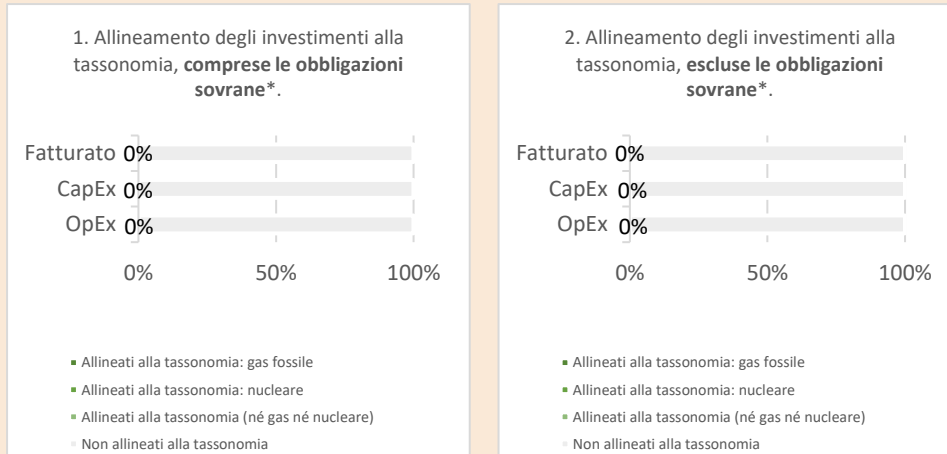 1. Allineamento degli investimenti alla
tassonomia, comprese le obbligazioni
sovrane*.
Fatturato 0%
CapEx 0%
OpEx 0%
0% 50% 100%
Allineati alla tassonomia: gas fossile
Allineati alla tassonomia: nucleare
Allineati alla tassonomia (né gas né nucleare)
Non allineati alla tassonomia
2. Allineamento degli investimenti alla
tassonomia, escluse le obbligazioni
sovrane*.
Fatturato 0%
CapEx 0%
OpEx 0%
0% 50% 100%
Allineati alla tassonomia: gas fossile
Allineati alla tassonomia: nucleare
Allineati alla tassonomia (né gas né nucleare)
Non allineati alla tassonomia